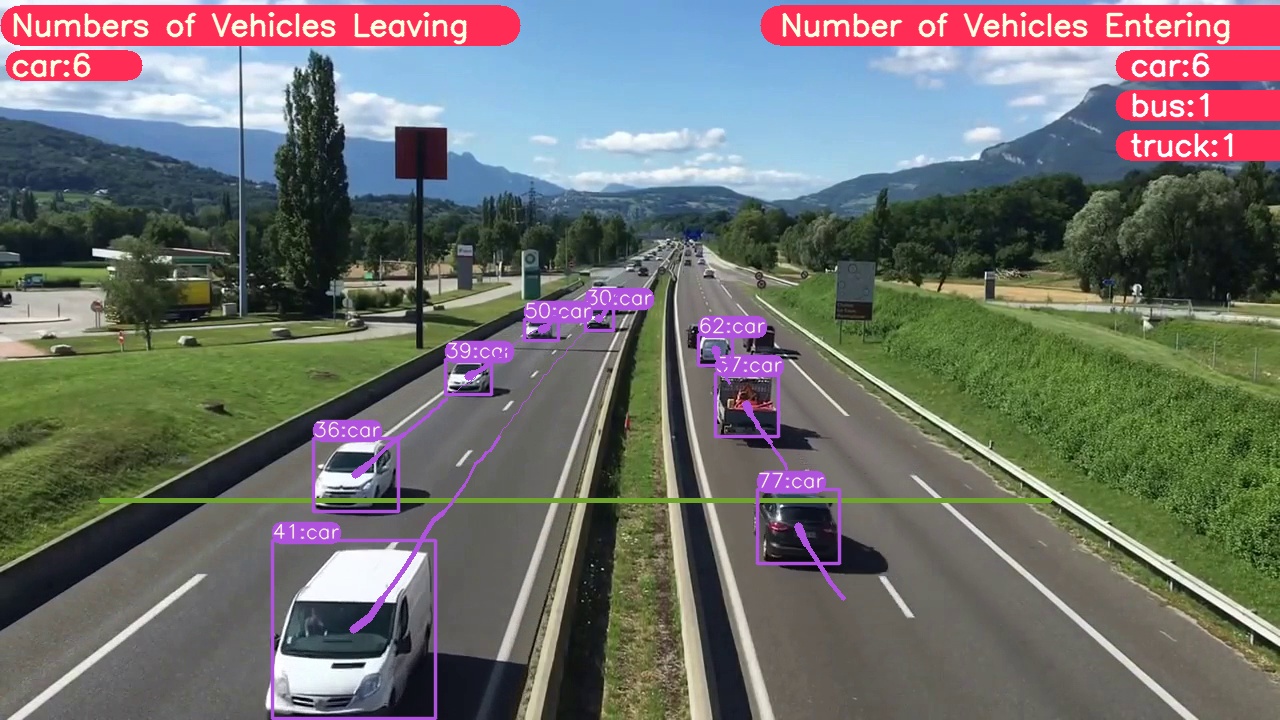 Numbers of Vehicles Leaving
car:6
Number of Vehicles Entering
car:6
bus:1
truck:1
30:car
50:car
62:car
39:car
57:car
36:car
77:car
41:car